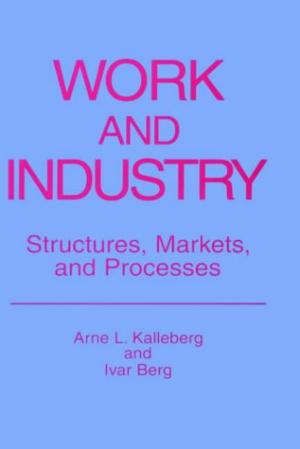 WORK
AND
INDUSTRY
Structures, Markets,
and Processes
Arne L. Kalleberg
and
Ivar Berg